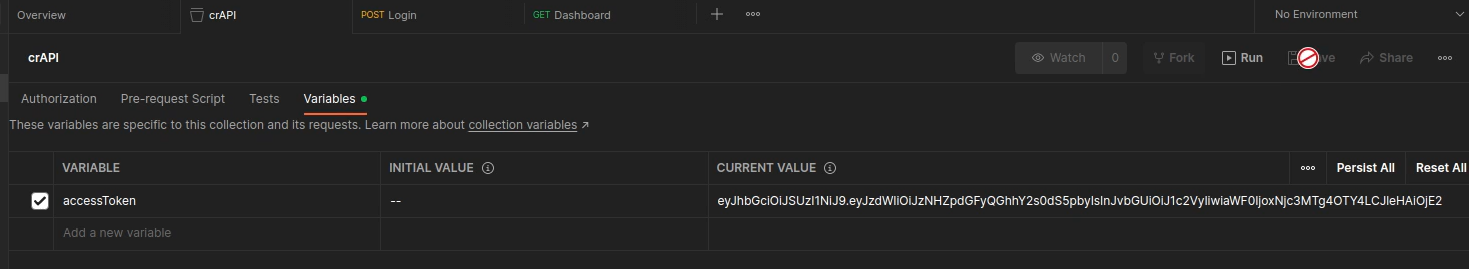 Overview crAPI POST Login GET Dashboard No Environment
crAPI Watch 0 Fork Run Share
Authorization Pre-request Script Tests Variables
These variables are specific to this collection and its requests. Learn more about collection variables ↗
VARIABLE INITIAL VALUE CURRENT VALUE Persist All Reset All
accessToken -- eyJhbGciOiJSUzI1NiJ9.eyJzdWIiOiJzNHZpdGFyQGhhY2s0dS5pbyIsInJvbGUiOiJ1c2VyIiwiaWF0IjoxNjc3MTg4OTY4LCJleHAiOjE2
Add a new variable